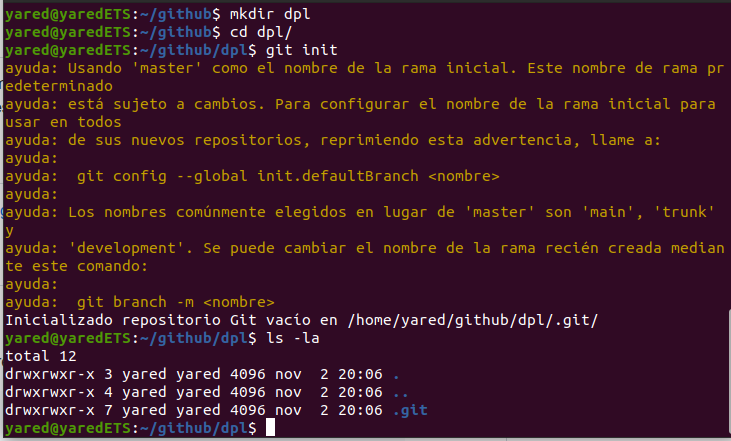 yared@yaredETS:~/github$ mkdir dpl
yared@yaredETS:~/github$ cd dpl/
yared@yaredETS:~/github/dpl$ git init
ayuda: Usando 'master' como el nombre de la rama inicial. Este nombre de rama pr
edeterminado
ayuda: está sujeto a cambios. Para configurar el nombre de la rama inicial para
usar en todos
ayuda: de sus nuevos repositorios, reprimiendo esta advertencia, llame a:
ayuda:
ayuda:  git config --global init.defaultBranch <nombre>
ayuda:
ayuda: Los nombres comúnmente elegidos en lugar de 'master' son 'main', 'trunk'
y
ayuda: 'development'. Se puede cambiar el nombre de la rama recién creada median
te este comando:
ayuda:
ayuda:  git branch -m <nombre>
Inicializado repositorio Git vacío en /home/yared/github/dpl/.git/
yared@yaredETS:~/github/dpl$ ls -la
total 12
drwxrwxr-x 3 yared yared 4096 nov  2 20:06 .
drwxrwxr-x 4 yared yared 4096 nov  2 20:06 ..
drwxrwxr-x 7 yared yared 4096 nov  2 20:06 .git
yared@yaredETS:~/github/dpl$